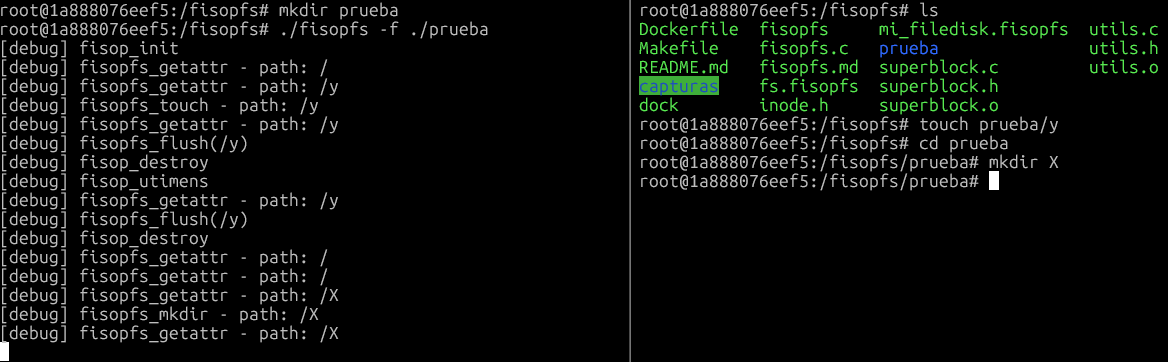 root@1a888076eef5:/fisopfs# mkdir prueba
root@1a888076eef5:/fisopfs# ./fisopfs -f ./prueba
[debug] fisop_init
[debug] fisopfs_getattr - path: /
[debug] fisopfs_getattr - path: /y
[debug] fisopfs_touch - path: /y
[debug] fisopfs_getattr - path: /y
[debug] fisopfs_flush(/y)
[debug] fisop_destroy
[debug] fisop_utimens
[debug] fisopfs_getattr - path: /y
[debug] fisopfs_flush(/y)
[debug] fisop_destroy
[debug] fisopfs_getattr - path: /
[debug] fisopfs_getattr - path: /
[debug] fisopfs_getattr - path: /X
[debug] fisopfs_mkdir - path: /X
[debug] fisopfs_getattr - path: /X
root@1a888076eef5:/fisopfs# ls
Dockerfile fisopfs mi_filedisk.fisopfs utils.c
Makefile fisopfs.c prueba utils.h
README.md fisopfs.md superblock.c utils.o
capturas fs.fisopfs superblock.h
dock inode.h superblock.o
root@1a888076eef5:/fisopfs# touch prueba/y
root@1a888076eef5:/fisopfs# cd prueba
root@1a888076eef5:/fisopfs/prueba# mkdir X
root@1a888076eef5:/fisopfs/prueba#